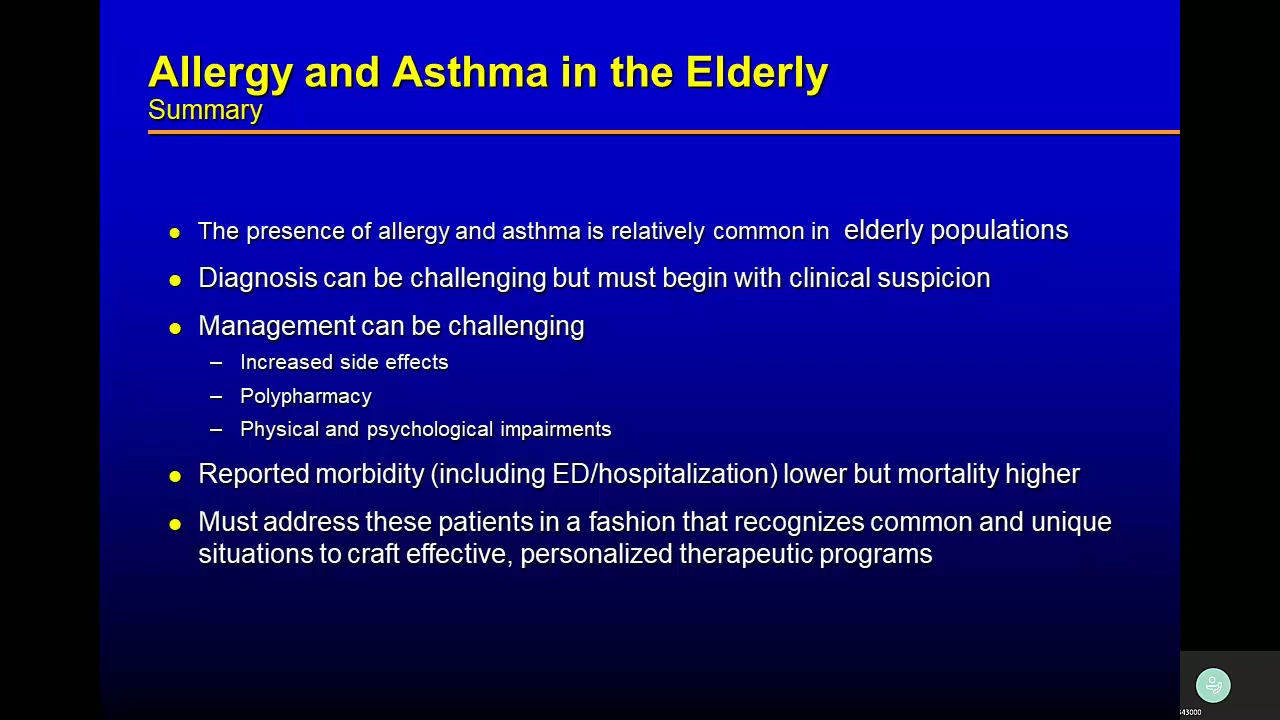 Allergy and Asthma in the Elderly
Summary
● The presence of allergy and asthma is relatively common in elderly populations
● Diagnosis can be challenging but must begin with clinical suspicion
● Management can be challenging
– Increased side effects
– Polypharmacy
– Physical and psychological impairments
● Reported morbidity (including ED/hospitalization) lower but mortality higher
● Must address these patients in a fashion that recognizes common and unique
situations to craft effective, personalized therapeutic programs